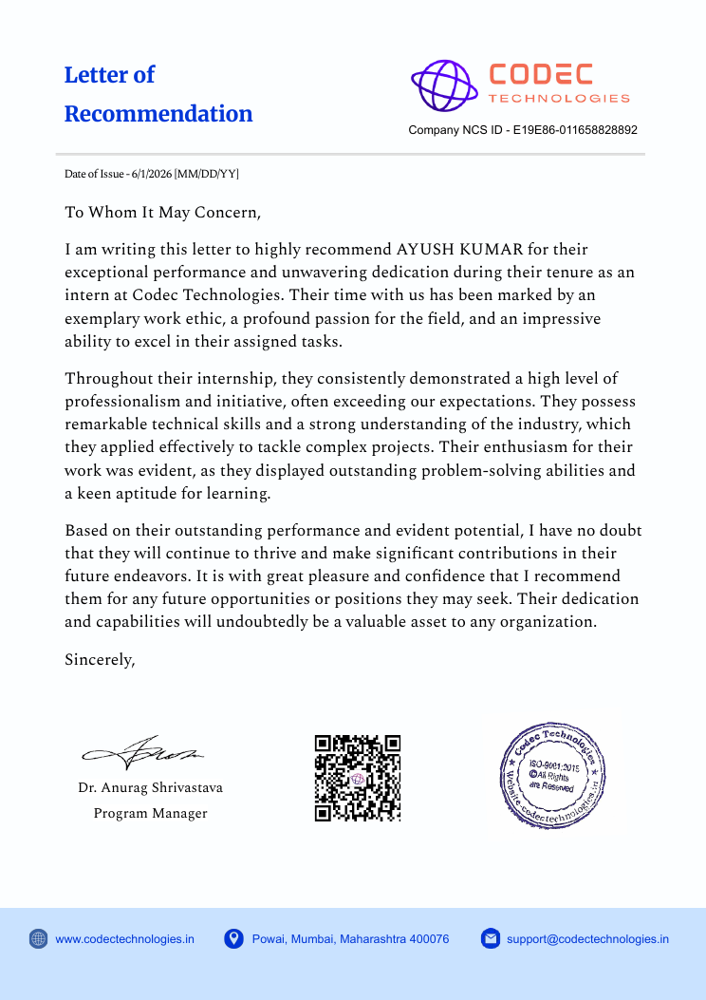 Letter of
Recommendation
CODEC
TECHNOLOGIES
Company NCS ID - E19E86-011658828892
Date of Issue - 6/1/2026 [MM/DD/YY]
To Whom It May Concern,
I am writing this letter to highly recommend AYUSH KUMAR for their
exceptional performance and unwavering dedication during their tenure as an
intern at Codec Technologies. Their time with us has been marked by an
exemplary work ethic, a profound passion for the field, and an impressive
ability to excel in their assigned tasks.
Throughout their internship, they consistently demonstrated a high level of
professionalism and initiative, often exceeding our expectations. They possess
remarkable technical skills and a strong understanding of the industry, which
they applied effectively to tackle complex projects. Their enthusiasm for their
work was evident, as they displayed outstanding problem-solving abilities and
a keen aptitude for learning.
Based on their outstanding performance and evident potential, I have no doubt
that they will continue to thrive and make significant contributions in their
future endeavors. It is with great pleasure and confidence that I recommend
them for any future opportunities or positions they may seek. Their dedication
and capabilities will undoubtedly be a valuable asset to any organization.
Sincerely,
Dr. Anurag Shrivastava
Program Manager
Codec Technologies
ISO-9001:2015
©All Rights
are Reserved
Website-codectechnologies.in
www.codectechnologies.in
Powai, Mumbai, Maharashtra 400076
support@codectechnologies.in